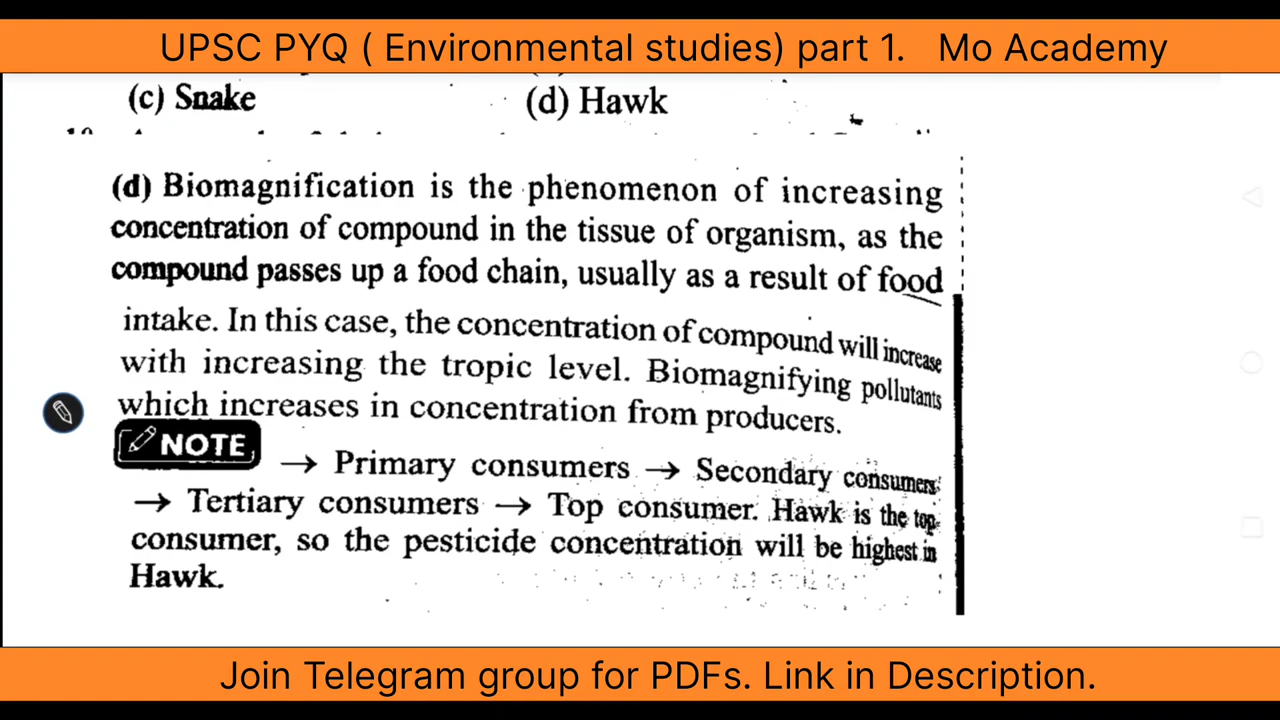 UPSC PYQ ( Environmental studies) part 1. Mo Academy
(c) Snake (d) Hawk
(d) Biomagnification is the phenomenon of increasing
concentration of compound in the tissue of organism, as the
compound passes up a food chain, usually as a result of food
intake. In this case, the concentration of compound will increase
with increasing the tropic level. Biomagnifying pollutants
which increases in concentration from producers.
NOTE
→ Primary consumers → Secondary consumers
→ Tertiary consumers → Top consumer. Hawk is the top
consumer, so the pesticide concentration will be highest in
Hawk.
Join Telegram group for PDFs. Link in Description.